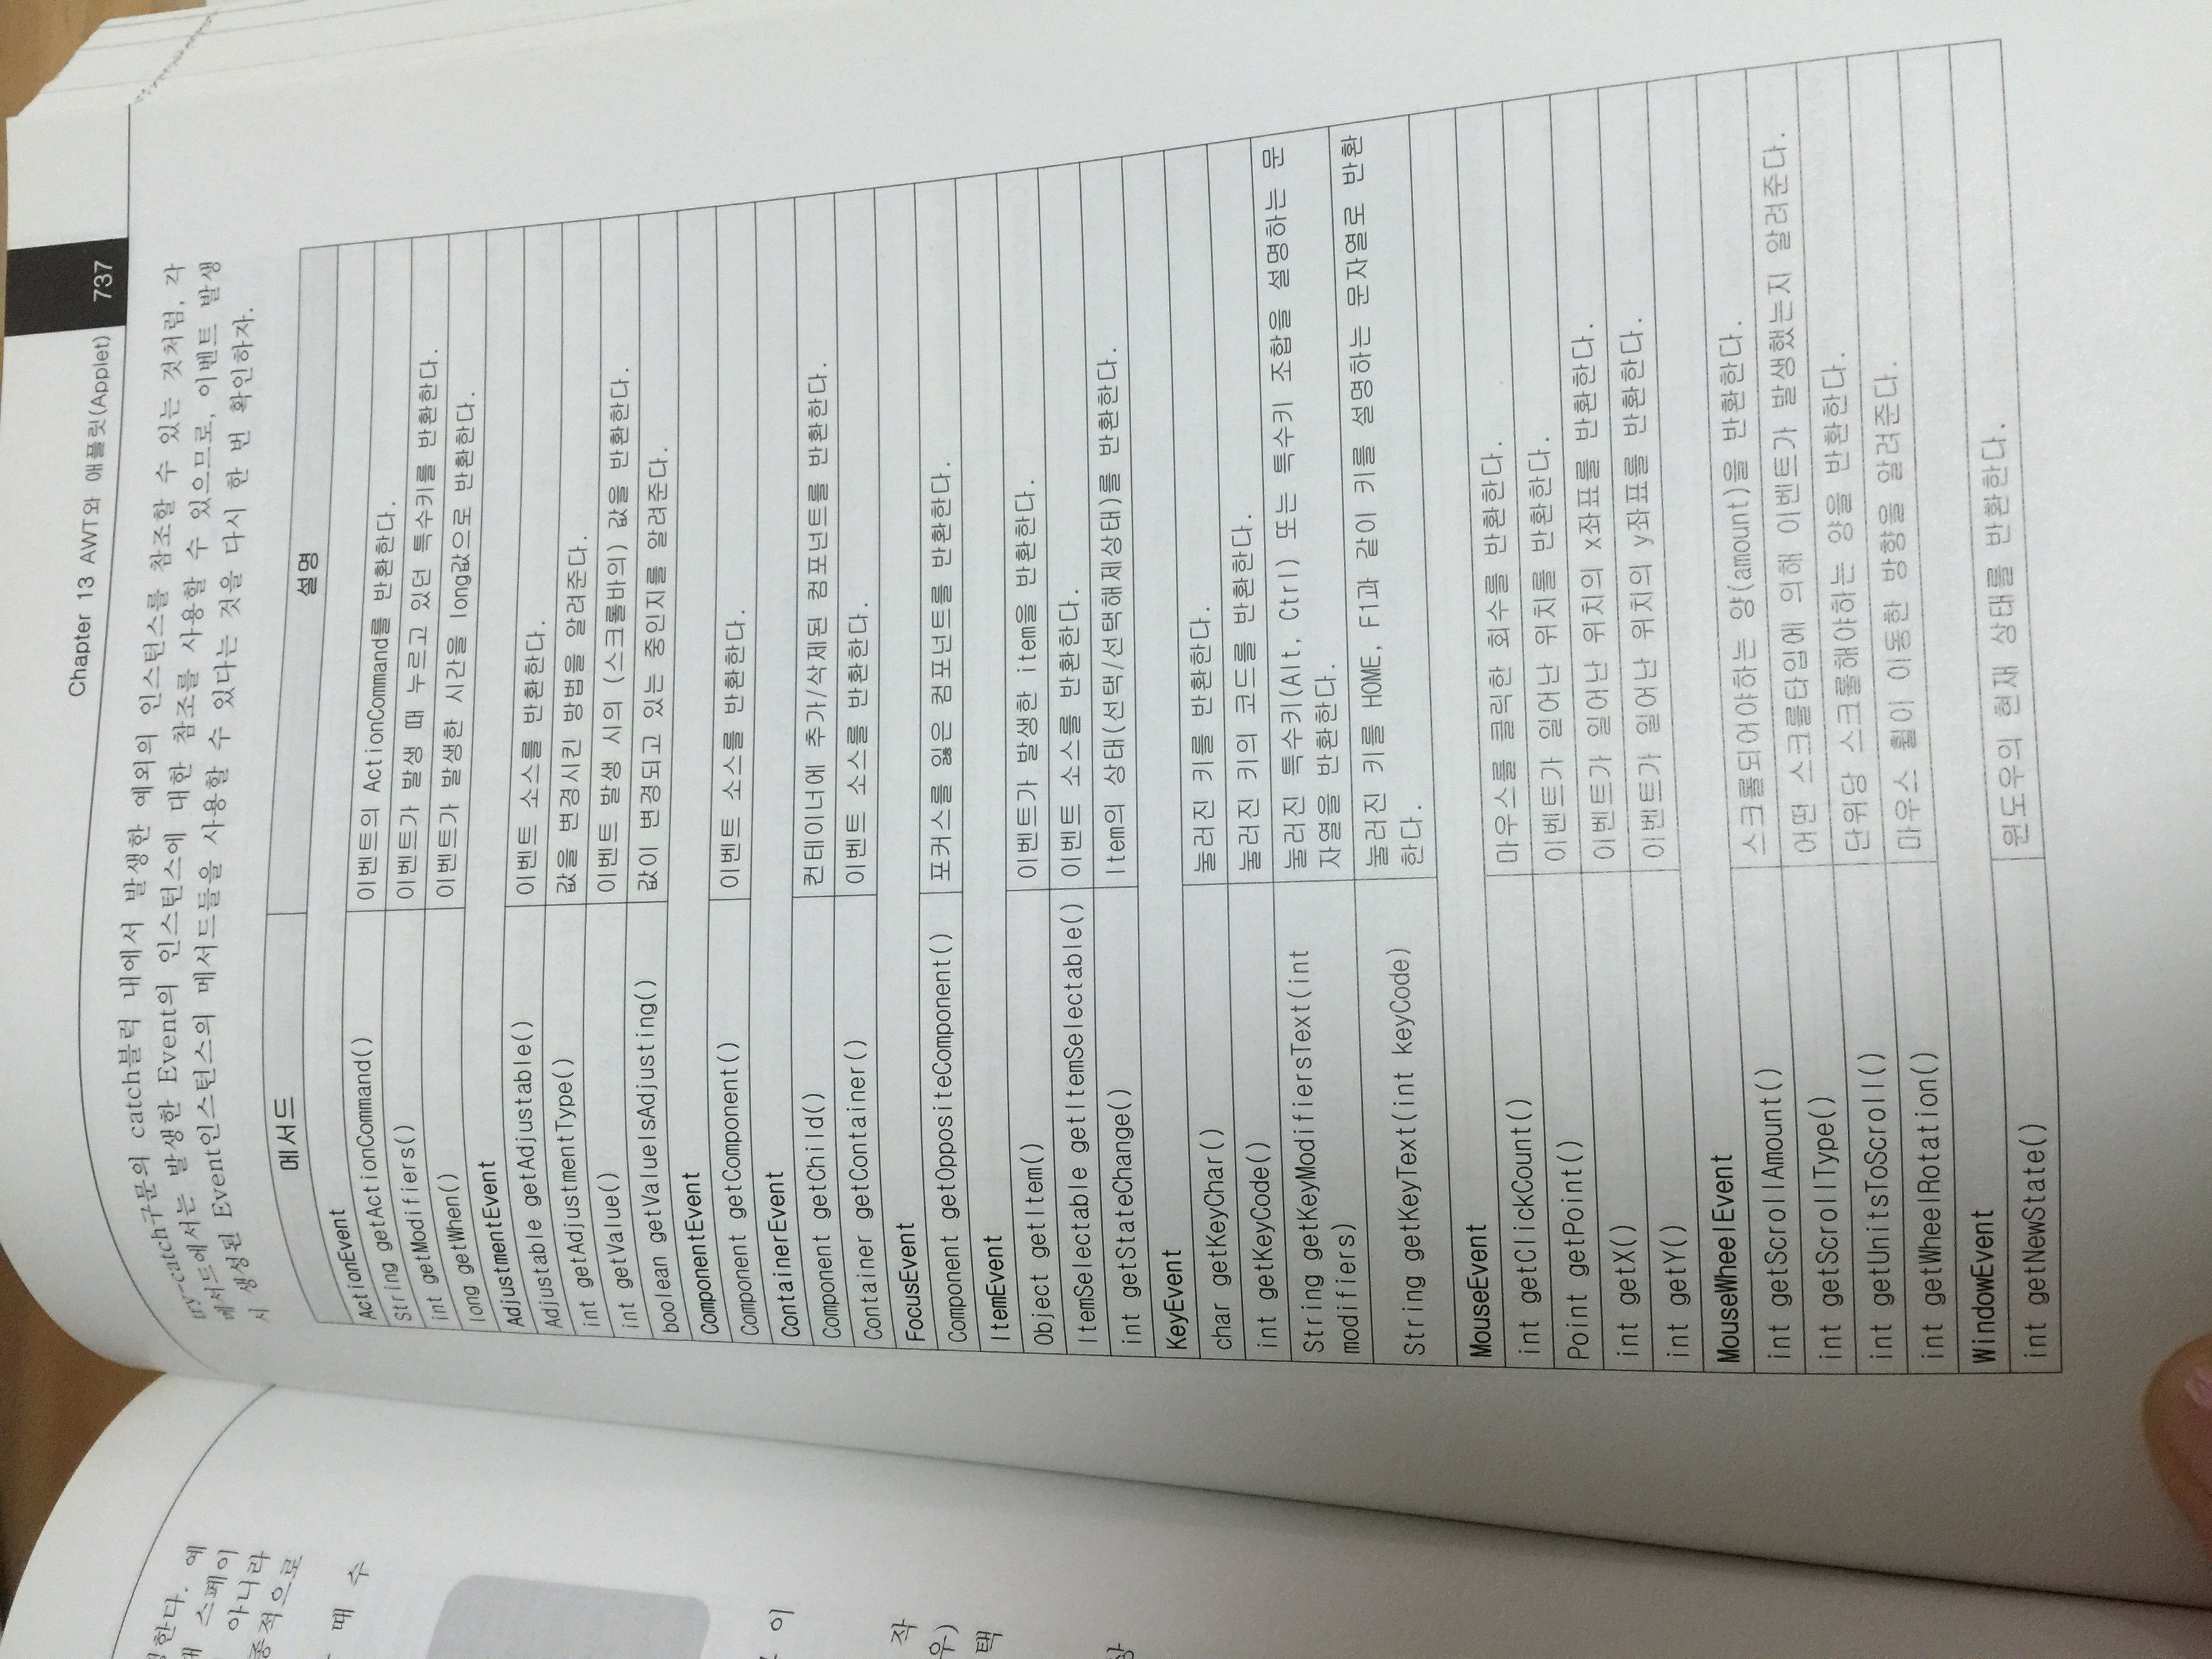 생한다. 예
스페이
아니라
종적으로
때 수
이
작
우)
택
상
Chapter 13 AWT와 애플릿(Applet) 737
try-catch구문의 catch블럭 내에서 발생한 예외의 인스턴스를 참조할 수 있는 것처럼, 각
메서드에서는 발생한 Event의 인스턴스에 대한 참조를 사용할 수 있으므로, 이벤트 발생
시 생성된 Event인스턴스의 메서드들을 사용할 수 있다는 것을 다시 한 번 확인하자.
메서드 설명
ActionEvent
String getActionCommand() 이벤트의 ActionCommand를 반환한다.
int getModifiers() 이벤트가 발생 때 누르고 있던 특수키를 반환한다.
long getWhen() 이벤트가 발생한 시간을 long값으로 반환한다.
AdjustmentEvent
Adjustable getAdjustable() 이벤트 소스를 반환한다.
int getAdjustmentType() 값을 변경시킨 방법을 알려준다.
int getValue() 이벤트 발생 시의 (스크롤바의) 값을 반환한다.
boolean getValueIsAdjusting() 값이 변경되고 있는 중인지를 알려준다.
ComponentEvent
Component getComponent() 이벤트 소스를 반환한다.
ContainerEvent
Component getChild() 컨테이너에 추가/삭제된 컴포넌트를 반환한다.
Container getContainer() 이벤트 소스를 반환한다.
FocusEvent
Component getOppositeComponent() 포커스를 잃은 컴포넌트를 반환한다.
ItemEvent
Object getItem() 이벤트가 발생한 item을 반환한다.
ItemSelectable getItemSelectable() 이벤트 소스를 반환한다.
int getStateChange() Item의 상태(선택/선택해제상태)를 반환한다.
KeyEvent
char getKeyChar() 눌러진 키를 반환한다.
int getKeyCode() 눌러진 키의 코드를 반환한다.
String getKeyModifiersText(int 눌러진 특수키(Alt, Ctrl) 또는 특수키 조합을 설명하는 문
modifiers) 자열을 반환한다.
String getKeyText(int keyCode) 눌러진 키를 HOME, F1과 같이 키를 설명하는 문자열로 반환
한다.
MouseEvent
int getClickCount() 마우스를 클릭한 회수를 반환한다.
Point getPoint() 이벤트가 일어난 위치를 반환한다.
int getX() 이벤트가 일어난 위치의 x좌표를 반환한다.
int getY() 이벤트가 일어난 위치의 y좌표를 반환한다.
MouseWheelEvent
int getScrollAmount() 스크롤되어야하는 양(amount)을 반환한다.
int getScrollType() 어떤 스크롤타입에 의해 이벤트가 발생했는지 알려준다.
int getUnitsToScroll() 단위당 스크롤해야하는 양을 반환한다.
int getWheelRotation() 마우스 휠이 이동한 방향을 알려준다.
WindowEvent
int getNewState() 윈도우의 현재 상태를 반환한다.